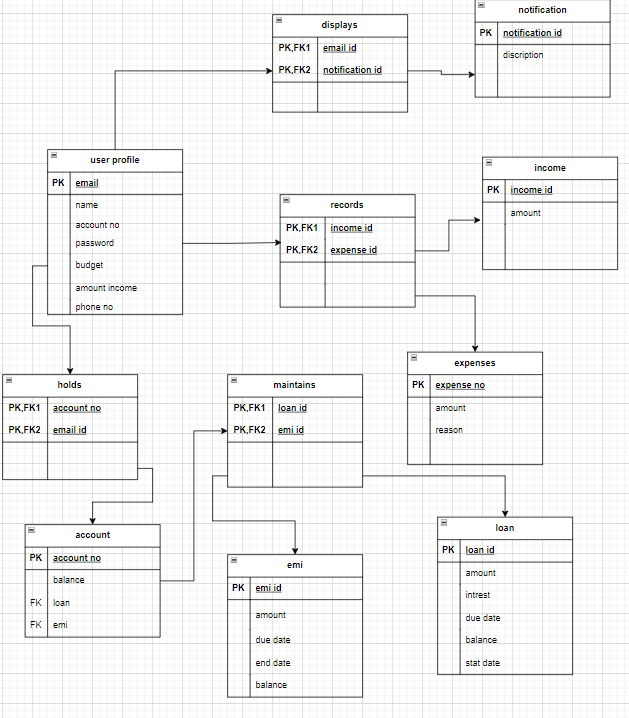 notification
PK notification id
discription
displays
PK,FK1 email id
PK,FK2 notification id
user profile
PK email
name
account no
password
budget
amount income
phone no
income
PK income id
amount
records
PK,FK1 income id
PK,FK2 expense id
expenses
PK expense no
amount
reason
holds
PK,FK1 account no
PK,FK2 email id
maintains
PK,FK1 loan id
PK,FK2 emi id
account
PK account no
balance
FK loan
FK emi
emi
PK emi id
amount
due date
end date
balance
loan
PK loan id
amount
intrest
due date
balance
stat date